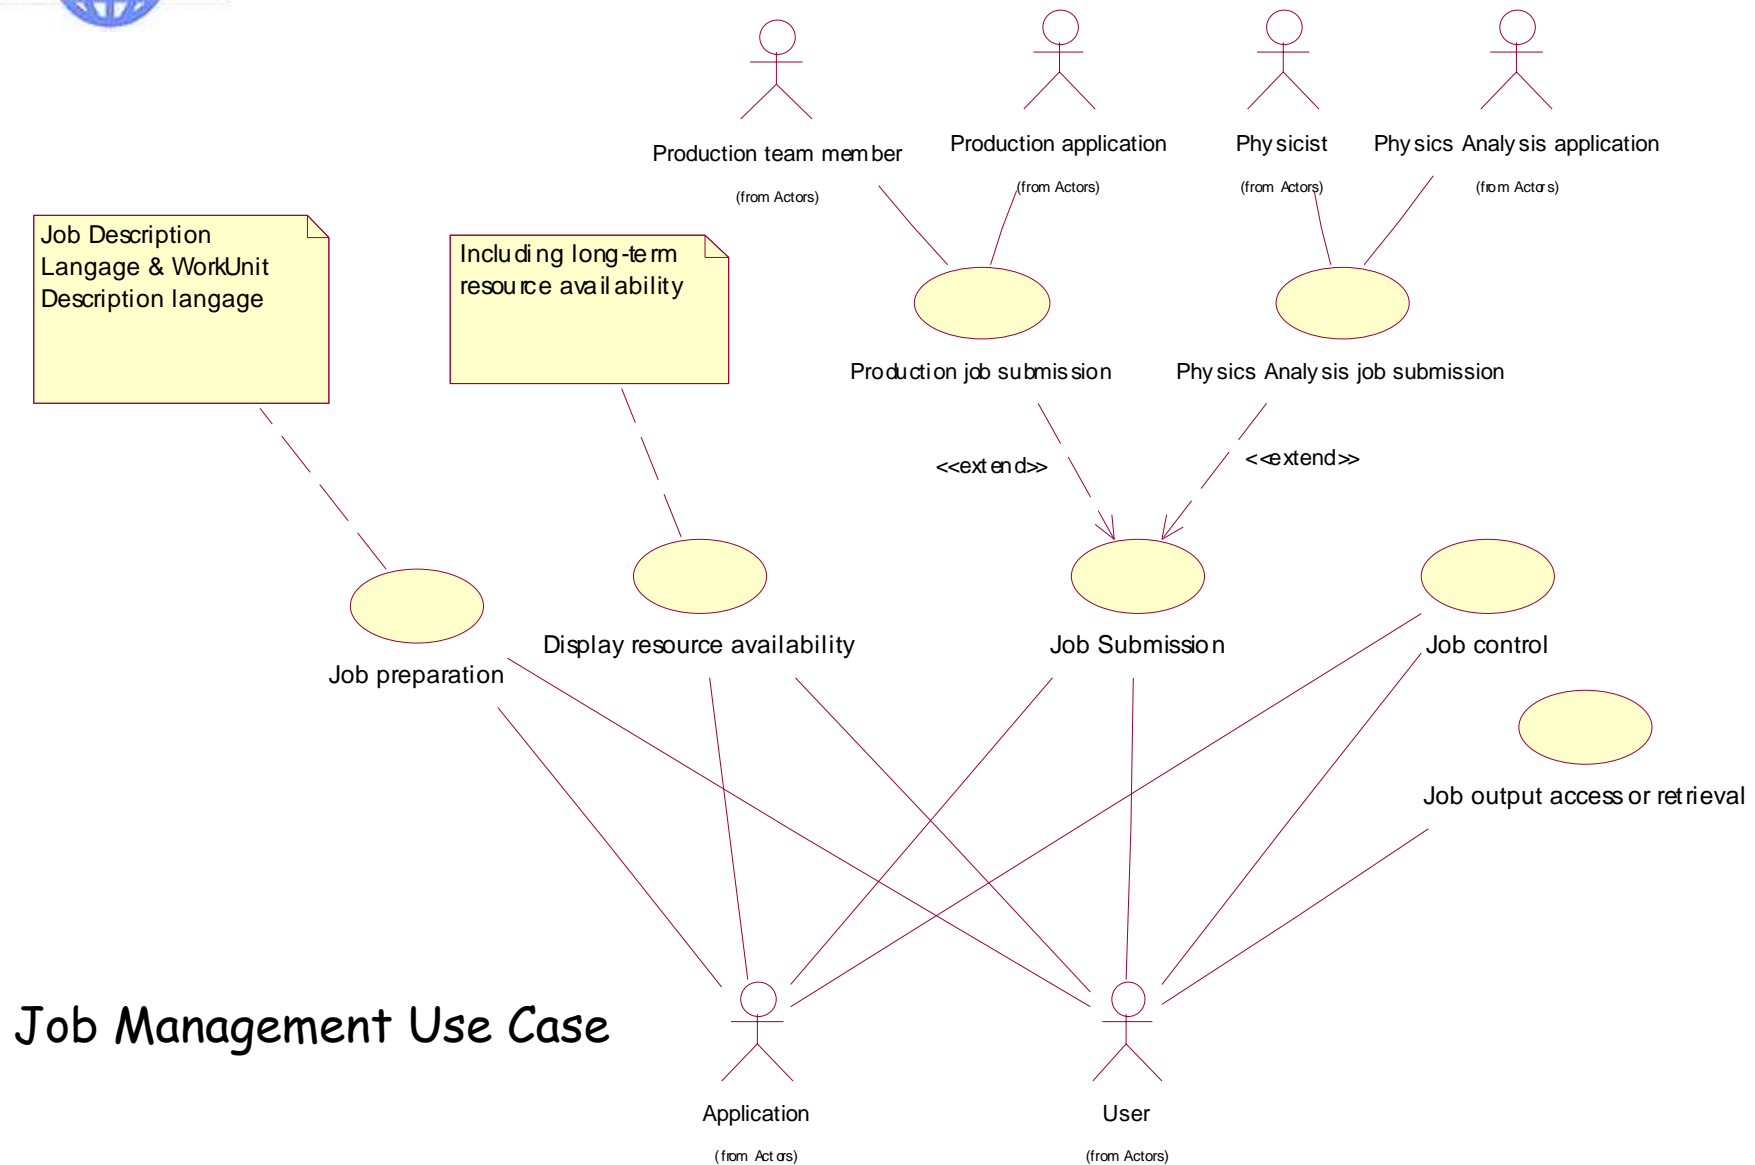 Production team member
(from Actors)
Production application
(from Actors)
Physicist
(from Actors)
Physics Analysis application
(from Actors)
Job Description
Langage & WorkUnit
Description langage
Including long-term
resource availability
Production job submission
Physics Analysis job submission
<<extend>>
<<extend>>
Job preparation
Display resource availability
Job Submission
Job control
Job output access or retrieval
Job Management Use Case
Application
(from Actors)
User
(from Actors)